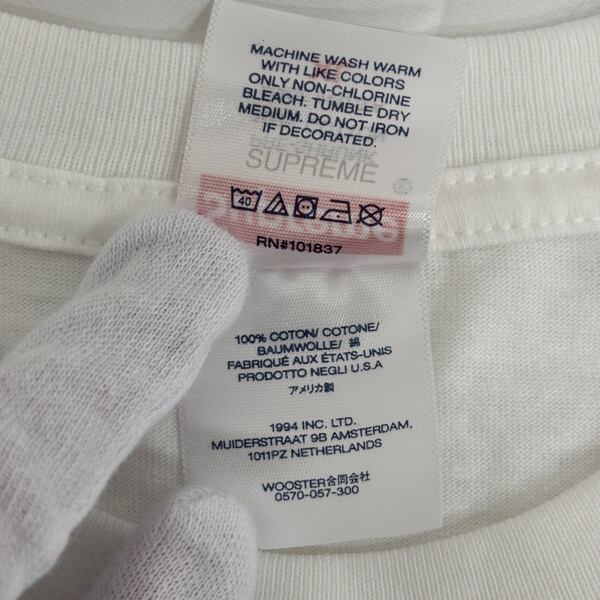 MACHINE WASH WARM
WITH LIKE COLORS
ONLY NON-CHLORINE
BLEACH. TUMBLE DRY
MEDIUM. DO NOT IRON
IF DECORATED.
SUPREME
40
RN#101837
100% COTON/ COTONE/
BAUMWOLLE/ 綿
FABRIQUÉ AUX ÉTATS-UNIS
PRODOTTO NEGLI U.S.A
アメリカ製
1994 INC. LTD.
MUIDERSTRAAT 9B AMSTERDAM,
1011PZ NETHERLANDS
WOOSTER合同会社
0570-057-300